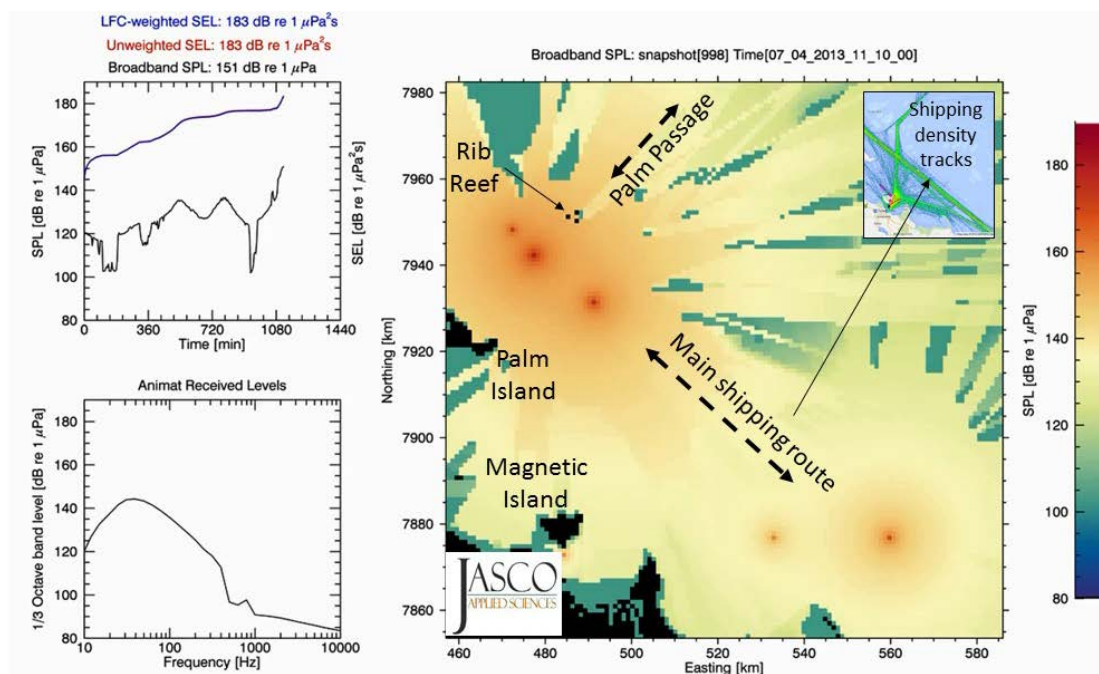 LFC-weighted SEL: 183 dB re 1 μPa²s
Unweighted SEL: 183 dB re 1 μPa²s
Broadband SPL: 151 dB re 1 μPa
180
160
140
120
100
80
SPL [dB re 1 μPa]
SEL [dB re 1 μPa²s]
0 360 720 1080 1440
Time [min]
Animat Received Levels
180
160
140
120
100
80
1/3 Octave band level [dB re 1 μPa]
10 100 1000 10000
Frequency [Hz]
Broadband SPL: snapshot[998] Time[07_04_2013_11_10_00]
7980
7960
7940
7920
7900
7880
7860
Northing [km]
460 480 500 520 540 560 580
Easting [km]
Rib
Reef
Palm Passage
Shipping
density
tracks
Palm
Island
Main shipping route
Magnetic
Island
JASCO
APPLIED SCIENCES
180
160
140
120
100
80
SPL [dB re 1 μPa]